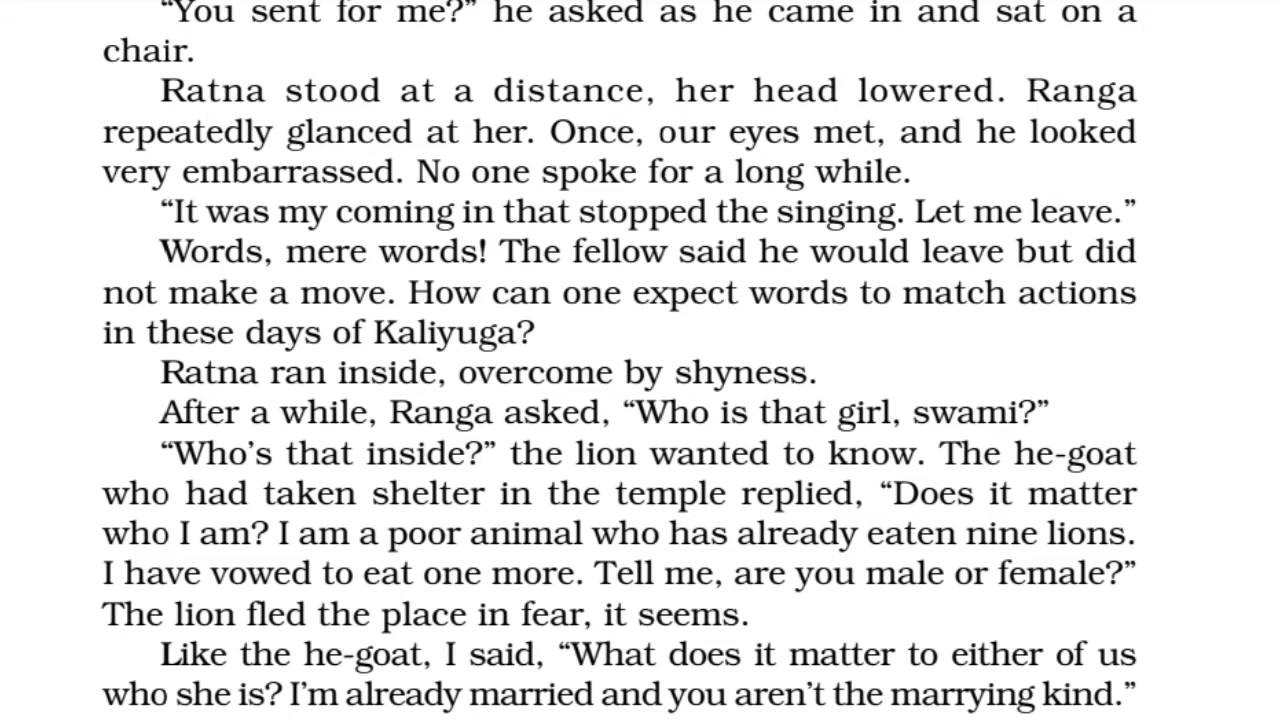 “You sent for me?” he asked as he came in and sat on a
chair.
Ratna stood at a distance, her head lowered. Ranga
repeatedly glanced at her. Once, our eyes met, and he looked
very embarrassed. No one spoke for a long while.
“It was my coming in that stopped the singing. Let me leave.”
Words, mere words! The fellow said he would leave but did
not make a move. How can one expect words to match actions
in these days of Kaliyuga?
Ratna ran inside, overcome by shyness.
After a while, Ranga asked, “Who is that girl, swami?”
“Who’s that inside?” the lion wanted to know. The he-goat
who had taken shelter in the temple replied, “Does it matter
who I am? I am a poor animal who has already eaten nine lions.
I have vowed to eat one more. Tell me, are you male or female?”
The lion fled the place in fear, it seems.
Like the he-goat, I said, “What does it matter to either of us
who she is? I’m already married and you aren’t the marrying kind.”